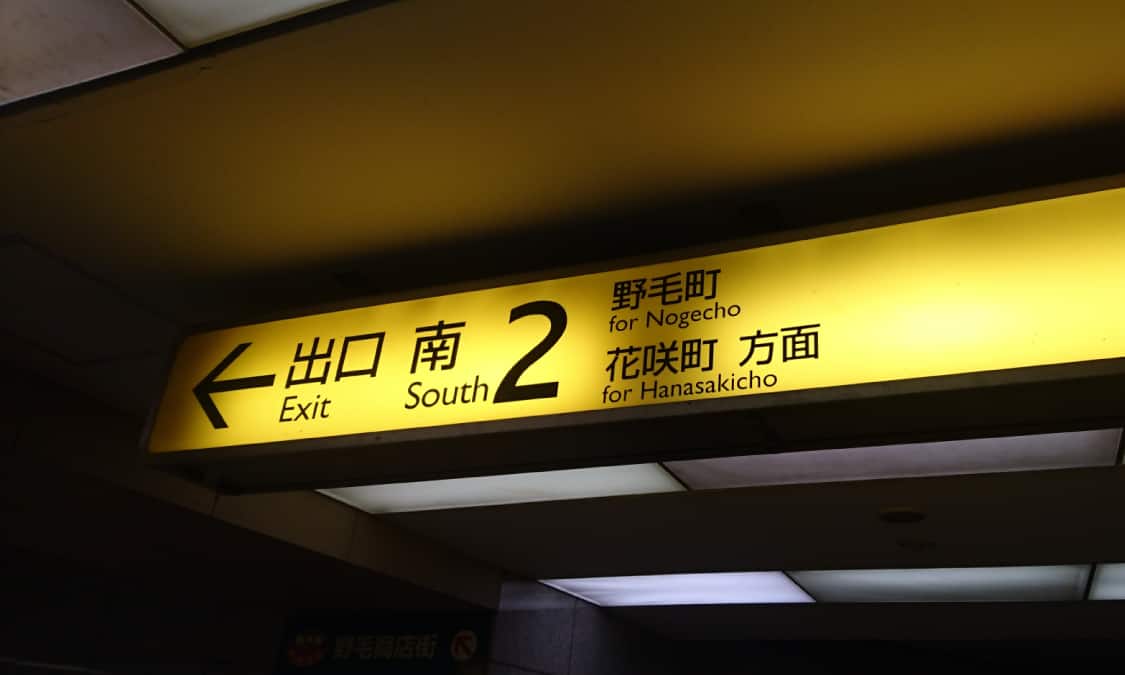 ← 出口 南 2
Exit South
野毛町
for Nogecho
花咲町 方面
for Hanasakicho
野毛商店街